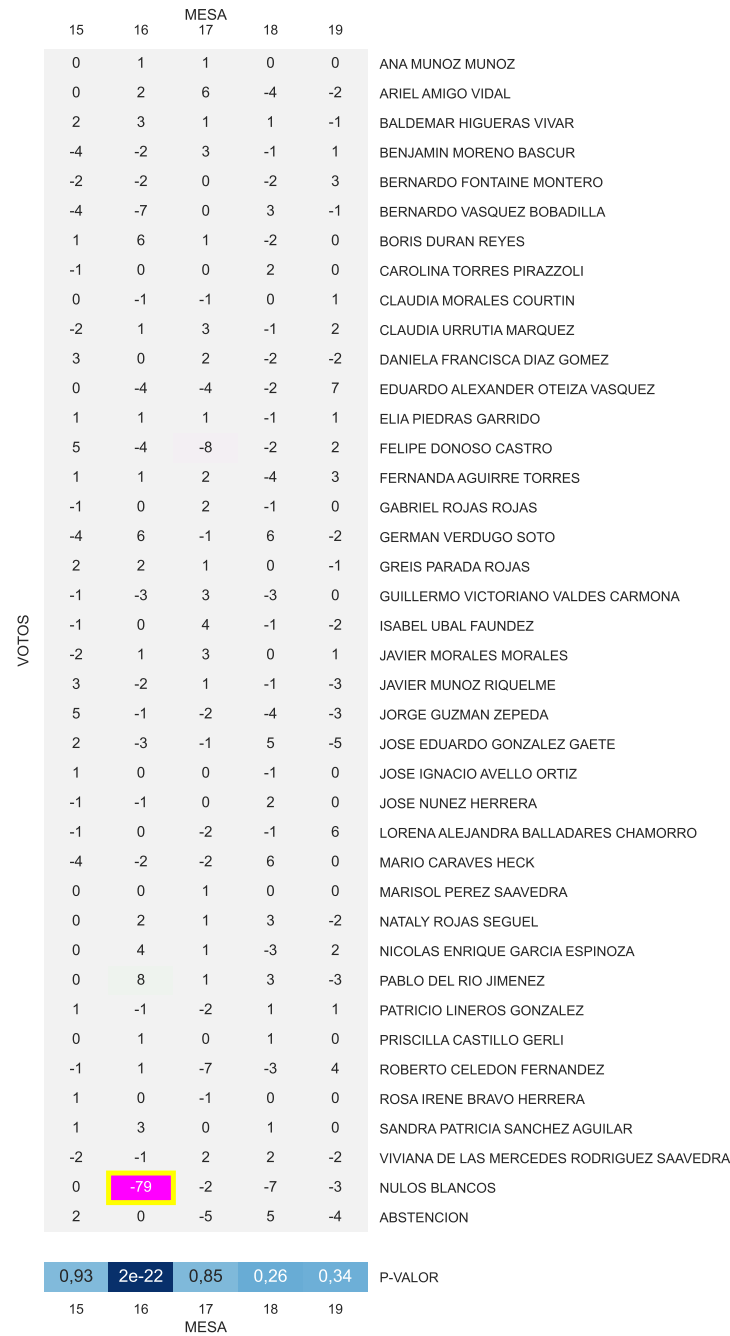 MESA
15 16 17 18 19
0 1 1 0 0 ANA MUNOZ MUNOZ
0 2 6 -4 -2 ARIEL AMIGO VIDAL
2 3 1 1 -1 BALDEMAR HIGUERAS VIVAR
-4 -2 3 -1 1 BENJAMIN MORENO BASCUR
-2 -2 0 -2 3 BERNARDO FONTAINE MONTERO
-4 -7 0 3 -1 BERNARDO VASQUEZ BOBADILLA
1 6 1 -2 0 BORIS DURAN REYES
-1 0 0 2 0 CAROLINA TORRES PIRAZZOLI
0 -1 -1 0 1 CLAUDIA MORALES COURTIN
-2 1 3 -1 2 CLAUDIA URRUTIA MARQUEZ
3 0 2 -2 -2 DANIELA FRANCISCA DIAZ GOMEZ
0 -4 -4 -2 7 EDUARDO ALEXANDER OTEIZA VASQUEZ
1 1 1 -1 1 ELIA PIEDRAS GARRIDO
5 -4 -8 -2 2 FELIPE DONOSO CASTRO
1 1 2 -4 3 FERNANDA AGUIRRE TORRES
-1 0 2 -1 0 GABRIEL ROJAS ROJAS
-4 6 -1 6 -2 GERMAN VERDUGO SOTO
2 2 1 0 -1 GREIS PARADA ROJAS
-1 -3 3 -3 0 GUILLERMO VICTORIANO VALDES CARMONA
-1 0 4 -1 -2 ISABEL UBAL FAUNDEZ
VOTOS
-2 1 3 0 1 JAVIER MORALES MORALES
3 -2 1 -1 -3 JAVIER MUNOZ RIQUELME
5 -1 -2 -4 -3 JORGE GUZMAN ZEPEDA
2 -3 -1 5 -5 JOSE EDUARDO GONZALEZ GAETE
1 0 0 -1 0 JOSE IGNACIO AVELLO ORTIZ
-1 -1 0 2 0 JOSE NUNEZ HERRERA
-1 0 -2 -1 6 LORENA ALEJANDRA BALLADARES CHAMORRO
-4 -2 -2 6 0 MARIO CARAVES HECK
0 0 1 0 0 MARISOL PEREZ SAAVEDRA
0 2 1 3 -2 NATALY ROJAS SEGUEL
0 4 1 -3 2 NICOLAS ENRIQUE GARCIA ESPINOZA
0 8 1 3 -3 PABLO DEL RIO JIMENEZ
1 -1 -2 1 1 PATRICIO LINEROS GONZALEZ
0 1 0 1 0 PRISCILLA CASTILLO GERLI
-1 1 -7 -3 4 ROBERTO CELEDON FERNANDEZ
1 0 -1 0 0 ROSA IRENE BRAVO HERRERA
1 3 0 1 0 SANDRA PATRICIA SANCHEZ AGUILAR
-2 -1 2 2 -2 VIVIANA DE LAS MERCEDES RODRIGUEZ SAAVEDRA
0 -79 -2 -7 -3 NULOS BLANCOS
2 0 -5 5 -4 ABSTENCION
0,93 2e-22 0,85 0,26 0,34 P-VALOR
15 16 17 18 19
MESA